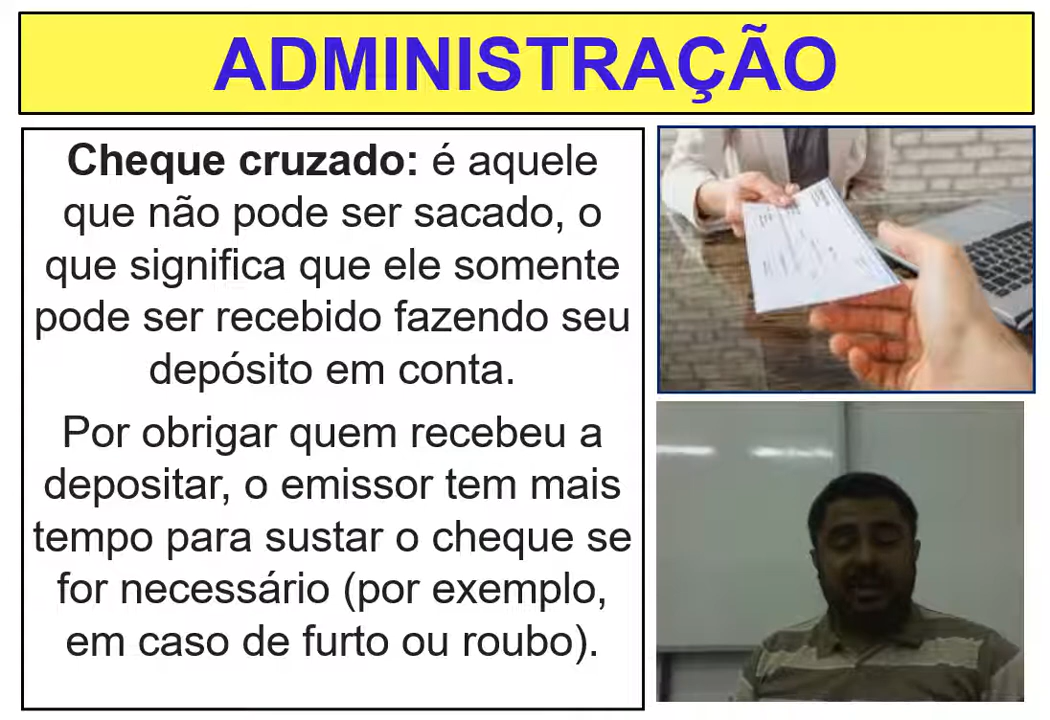 ADMINISTRAÇÃO
Cheque cruzado: é aquele
que não pode ser sacado, o
que significa que ele somente
pode ser recebido fazendo seu
depósito em conta.
Por obrigar quem recebeu a
depositar, o emissor tem mais
tempo para sustar o cheque se
for necessário (por exemplo,
em caso de furto ou roubo).